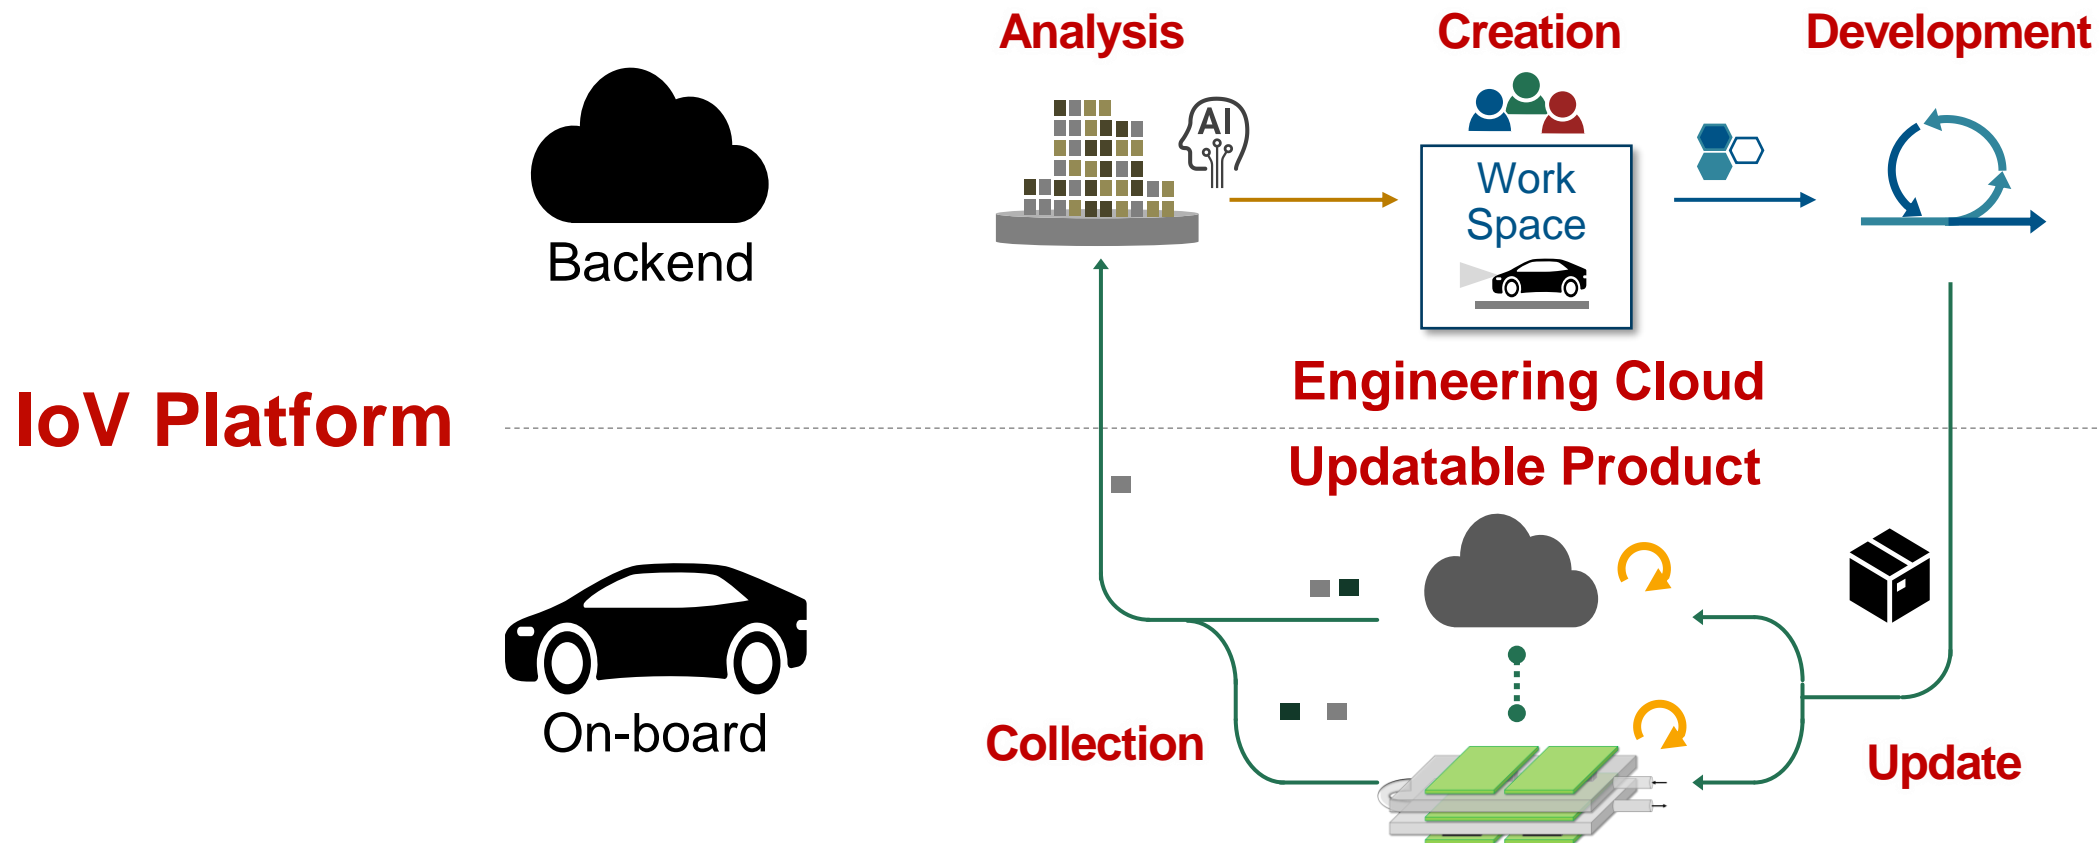 Analysis
Creation
Development
AI
Work
Space
Backend
Engineering Cloud
IoV Platform
Updatable Product
On-board
Collection
Update